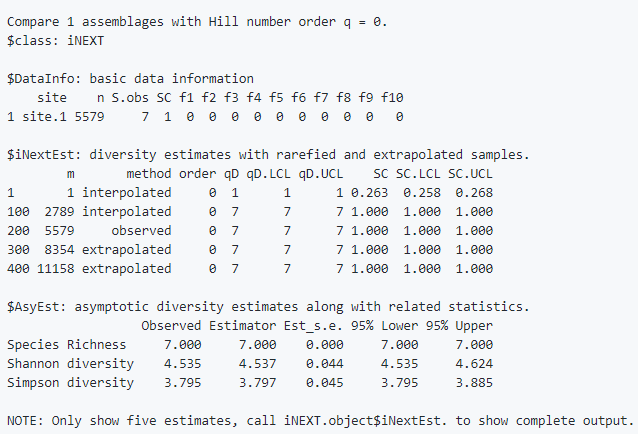 Compare 1 assemblages with Hill number order q = 0.
$class: iNEXT

$DataInfo: basic data information
    site    n S.obs SC f1 f2 f3 f4 f5 f6 f7 f8 f9 f10
1 site.1 5579     7  1  0  0  0  0  0  0  0  0  0   0

$iNextEst: diversity estimates with rarefied and extrapolated samples.
        m       method order qD qD.LCL qD.UCL    SC SC.LCL SC.UCL
1       1 interpolated     0  1      1      1 0.263  0.258  0.268
100  2789 interpolated     0  7      7      7 1.000  1.000  1.000
200  5579     observed     0  7      7      7 1.000  1.000  1.000
300  8354 extrapolated     0  7      7      7 1.000  1.000  1.000
400 11158 extrapolated     0  7      7      7 1.000  1.000  1.000

$AsyEst: asymptotic diversity estimates along with related statistics.
                  Observed Estimator Est_s.e. 95% Lower 95% Upper
Species Richness     7.000     7.000    0.000     7.000     7.000
Shannon diversity    4.535     4.537    0.044     4.535     4.624
Simpson diversity    3.795     3.797    0.045     3.795     3.885

NOTE: Only show five estimates, call iNEXT.object$iNextEst. to show complete output.